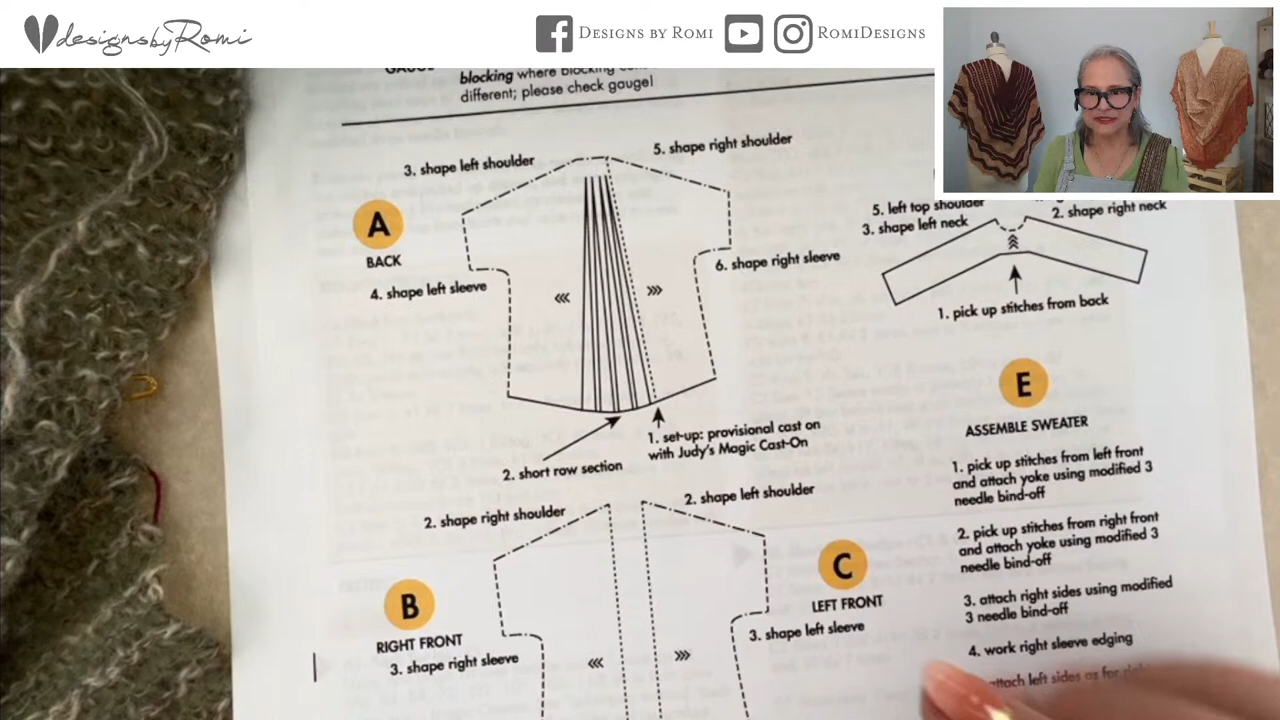 designsbyRomi
DESIGNS BY ROMI
ROMIDESIGNS
GAUGE
blocking where blocking
different; please check gauge!
3. shape left shoulder
5. shape right shoulder
A
BACK
4. shape left sleeve
6. shape right sleeve
1. set-up: provisional cast on
with Judy's Magic Cast-On
2. short row section
5. left top shoulder
3. shape left neck
2. shape right neck
1. pick up stitches from back
2. shape right shoulder
2. shape left shoulder
B
RIGHT FRONT
3. shape right sleeve
C
LEFT FRONT
3. shape left sleeve
E
ASSEMBLE SWEATER
1. pick up stitches from left front
and attach yoke using modified 3
needle bind-off
2. pick up stitches from right front
and attach yoke using modified 3
needle bind-off
3. attach right sides using modified
3 needle bind-off
4. work right sleeve edging
attach left sides as for